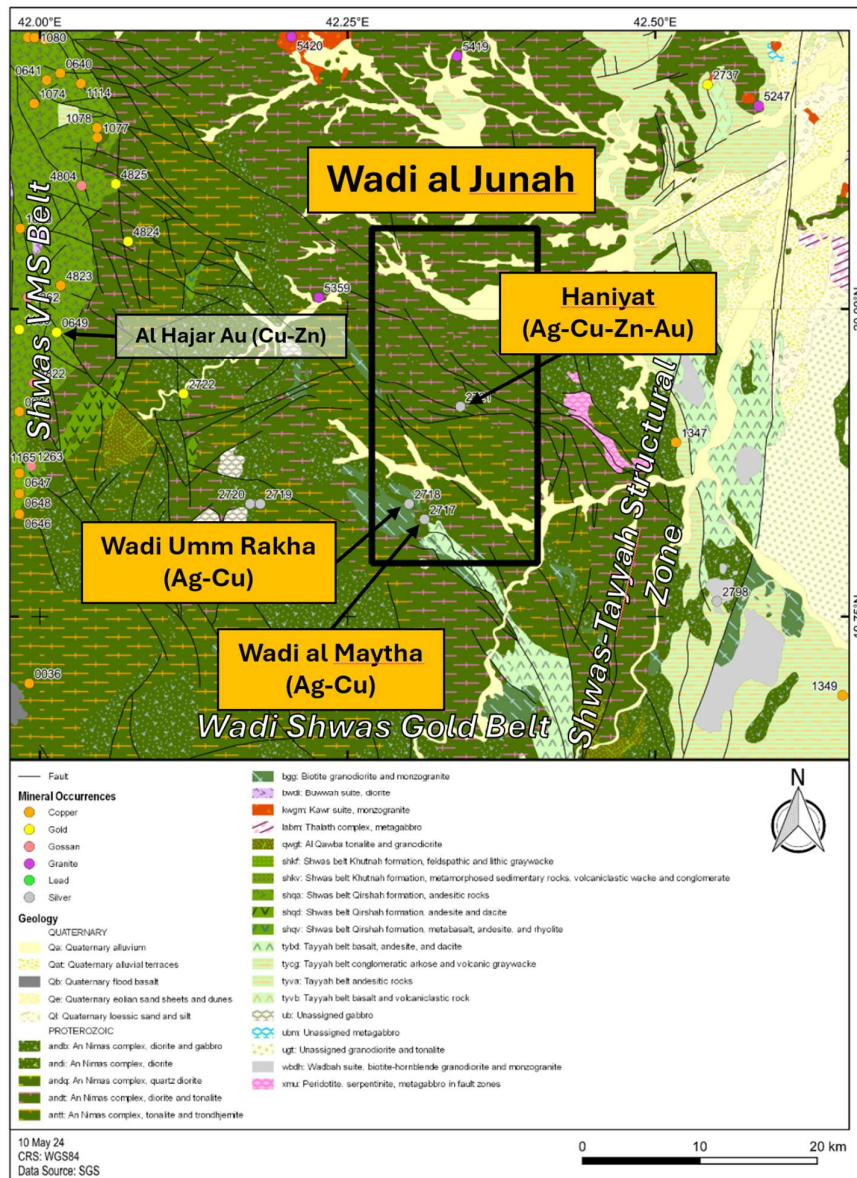 42.00°E
42.25°E
42.50°E
1080
5420
5419
0641
0640
2737
1074
1114
5247
1078
1077
Wadi al Junah
4804
4825
4824
Shwas VMS Belt
4823
5359
Haniyat
(Ag-Cu-Zn-Au)
0649
Al Hajar Au (Cu-Zn)
2722
1347
1165
1263
0647
2720
2719
2718
0648
2717
0646
Wadi Umm Rakha
(Ag-Cu)
Shwas-Tayyah Structural
Zone
2798
Wadi al Maytha
(Ag-Cu)
0036
1349
Wadi Shwas Gold Belt
Fault
Mineral Occurrences
Copper
Gold
Gossan
Granite
Lead
Silver
Geology
QUATERNARY
Qa: Quaternary alluvium
Qat: Quaternary alluvial terraces
Qb: Quaternary flood basalt
Qe: Quaternary eolian sand sheets and dunes
Ql: Quaternary loessic sand and silt
PROTEROZOIC
andb: An Nimas complex, diorite and gabbro
andi: An Nimas complex, diorite
andq: An Nimas complex, quartz diorite
andt: An Nimas complex, diorite and tonalite
antt: An Nimas complex, tonalite and trondhjemite
bgg: Biotite granodiorite and monzogranite
bwdi: Buwwah suite, diorite
kwgm: Kawr suite, monzogranite
labm: Thalath complex, metagabbro
qwgt: Al Qawba tonalite and granodiorite
shkf: Shwas belt Khutnah formation, feldspathic and lithic graywacke
shkv: Shwas belt Khutnah formation, metamorphosed sedimentary rocks, volcaniclastic wacke and conglomerate
shqa: Shwas belt Qirshah formation, andesitic rocks
shqd: Shwas belt Qirshah formation, andesite and dacite
shqv: Shwas belt Qirshah formation, metabasalt, andesite, and rhyolite
tybd: Tayyah belt basalt, andesite, and dacite
tycg: Tayyah belt conglomeratic arkose and volcanic graywacke
tyva: Tayyah belt andesitic rocks
tyvb: Tayyah belt basalt and volcaniclastic rock
ub: Unassigned gabbro
ubm: Unassigned metagabbro
ugt: Unassigned granodiorite and tonalite
wbdh: Wadbah suite, biotite-hornblende granodiorite and monzogranite
xmu: Peridotite, serpentinite, metagabbro in fault zones
N
10 May 24
CRS: WGS84
Data Source: SGS
0
10
20 km